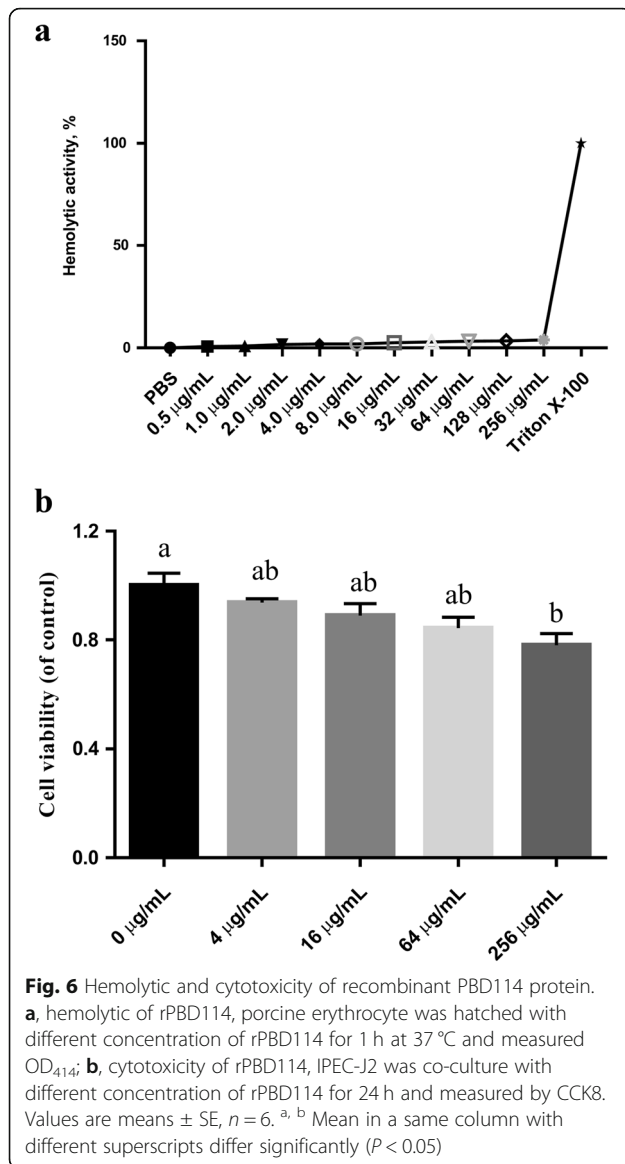 a
150
100
50
0
Hemolytic activity, %
PBS
0.5 µg/mL
1.0 µg/mL
2.0 µg/mL
4.0 µg/mL
8.0 µg/mL
16 µg/mL
32 µg/mL
64 µg/mL
128 µg/mL
256 µg/mL
Triton X-100
b
1.2
0.8
0.4
0.0
Cell viability (of control)
a
ab
ab
ab
b
0 µg/mL
4 µg/mL
16 µg/mL
64 µg/mL
256 µg/mL
Fig. 6 Hemolytic and cytotoxicity of recombinant PBD114 protein.
a, hemolytic of rPBD114, porcine erythrocyte was hatched with
different concentration of rPBD114 for 1 h at 37 °C and measured
OD414; b, cytotoxicity of rPBD114, IPEC-J2 was co-culture with
different concentration of rPBD114 for 24 h and measured by CCK8.
Values are means ± SE, n = 6. a, b Mean in a same column with
different superscripts differ significantly (P < 0.05)